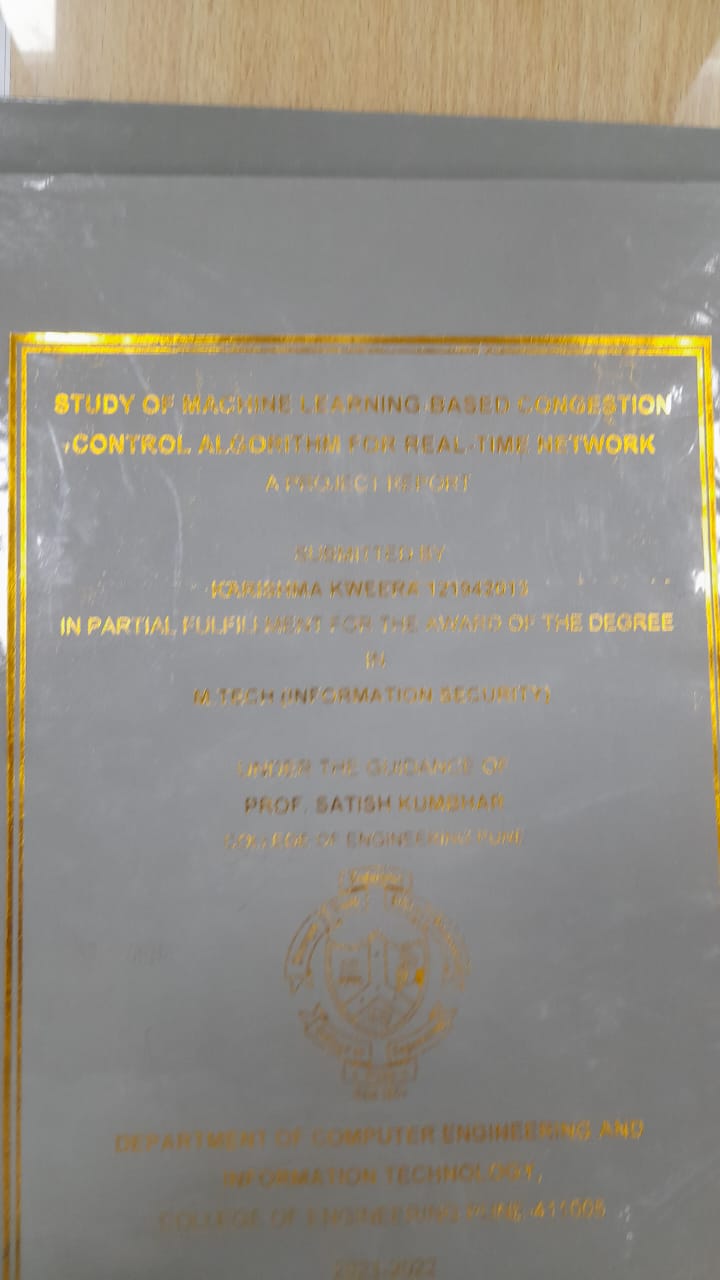 STUDY OF MACHINE LEARNING-BASED CONGESTION
CONTROL ALGORITHM FOR REAL-TIME NETWORK
A PROJECT REPORT
SUBMITTED BY
KARISHMA KWEERA
IN PARTIAL FULFILLMENT FOR THE AWARD OF THE DEGREE
IN
M.TECH (INFORMATION SECURITY)
UNDER THE GUIDANCE OF
PROF. SATISH KUMBHAR
COLLEGE OF ENGINEERING PUNE
DEPARTMENT OF COMPUTER ENGINEERING AND
INFORMATION TECHNOLOGY,
COLLEGE OF ENGINEERING PUNE-411005
2021-2022